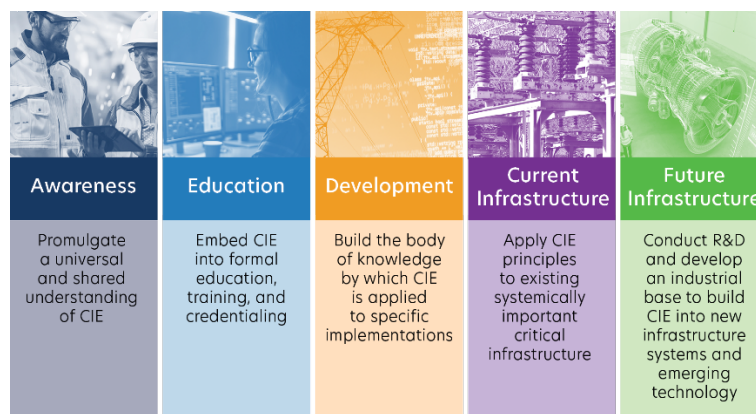 Awareness
Promulgate
a universal
and shared
understanding
of CIE
Education
Embed CIE
into formal
education,
training, and
credentialing
Development
Build the body
of knowledge
by which CIE
is applied
to specific
implementations
Current
Infrastructure
Apply CIE
principles
to existing
systemically
important
critical
infrastructure
Future
Infrastructure
Conduct R&D
and develop
an industrial
base to build
CIE into new
infrastructure
systems and
emerging
technology